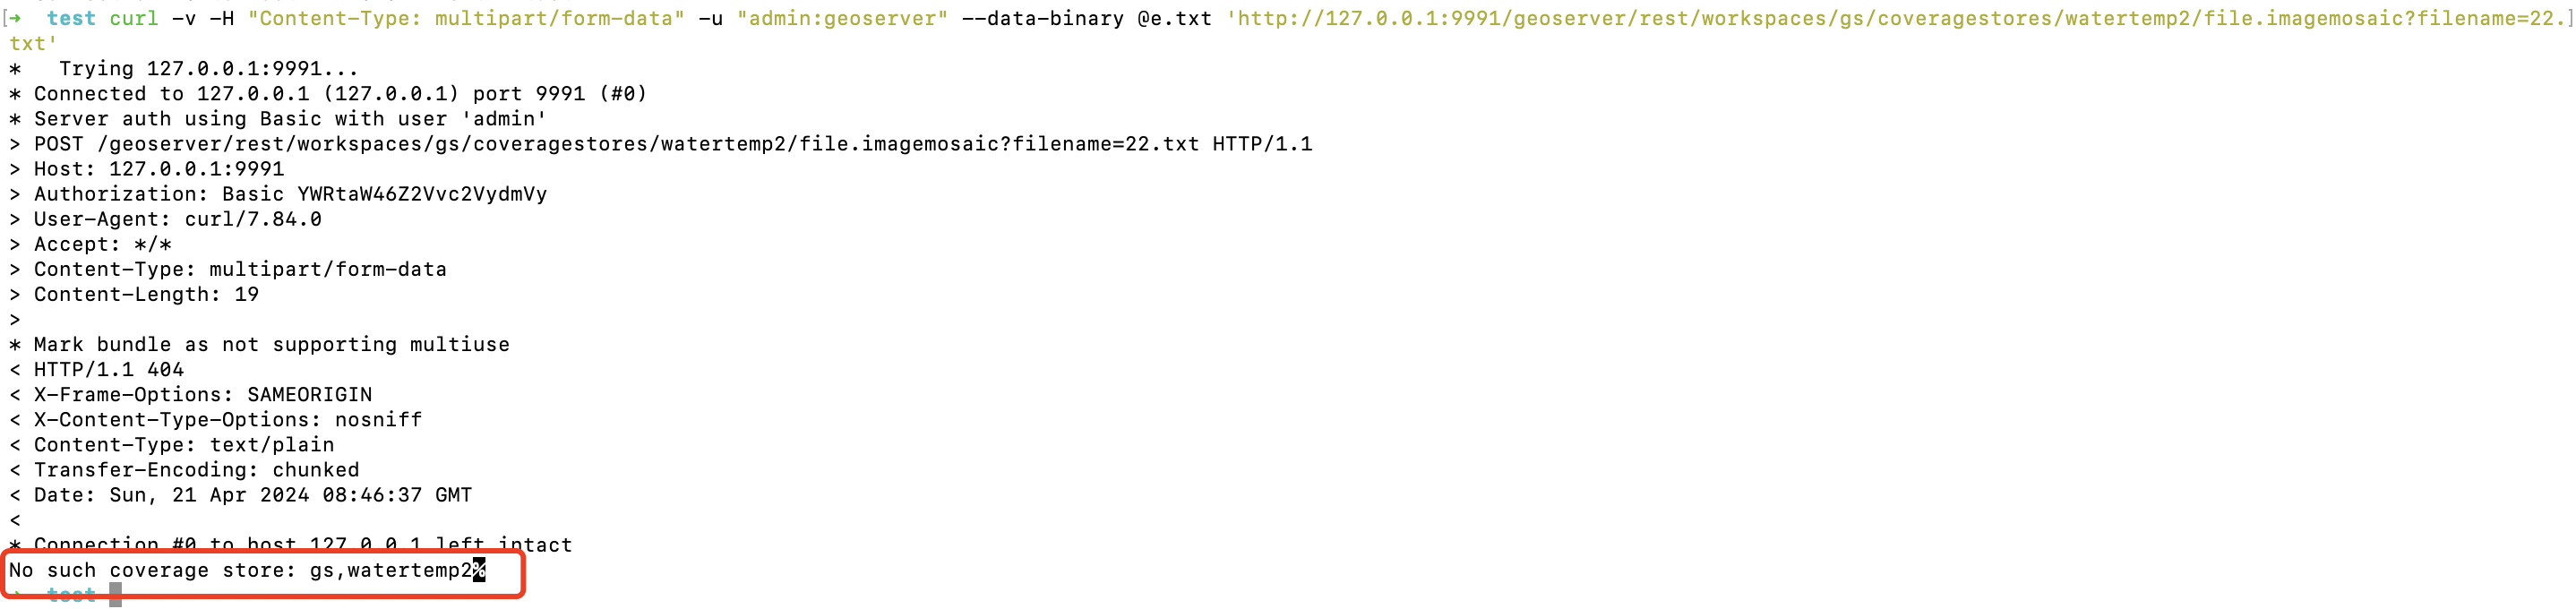 [➜  test curl -v -H "Content-Type: multipart/form-data" -u "admin:geoserver" --data-binary @e.txt 'http://127.0.0.1:9991/geoserver/rest/workspaces/gs/coveragestores/watertemp2/file.imagemosaic?filename=22.]
txt'
*   Trying 127.0.0.1:9991...
* Connected to 127.0.0.1 (127.0.0.1) port 9991 (#0)
* Server auth using Basic with user 'admin'
> POST /geoserver/rest/workspaces/gs/coveragestores/watertemp2/file.imagemosaic?filename=22.txt HTTP/1.1
> Host: 127.0.0.1:9991
> Authorization: Basic YWRtaW46Z2Vvc2VydmVy
> User-Agent: curl/7.84.0
> Accept: */*
> Content-Type: multipart/form-data
> Content-Length: 19
>
* Mark bundle as not supporting multiuse
< HTTP/1.1 404
< X-Frame-Options: SAMEORIGIN
< X-Content-Type-Options: nosniff
< Content-Type: text/plain
< Transfer-Encoding: chunked
< Date: Sun, 21 Apr 2024 08:46:37 GMT
<
* Connection #0 to host 127.0.0.1 left intact
No such coverage store: gs,watertemp2%
➜  test